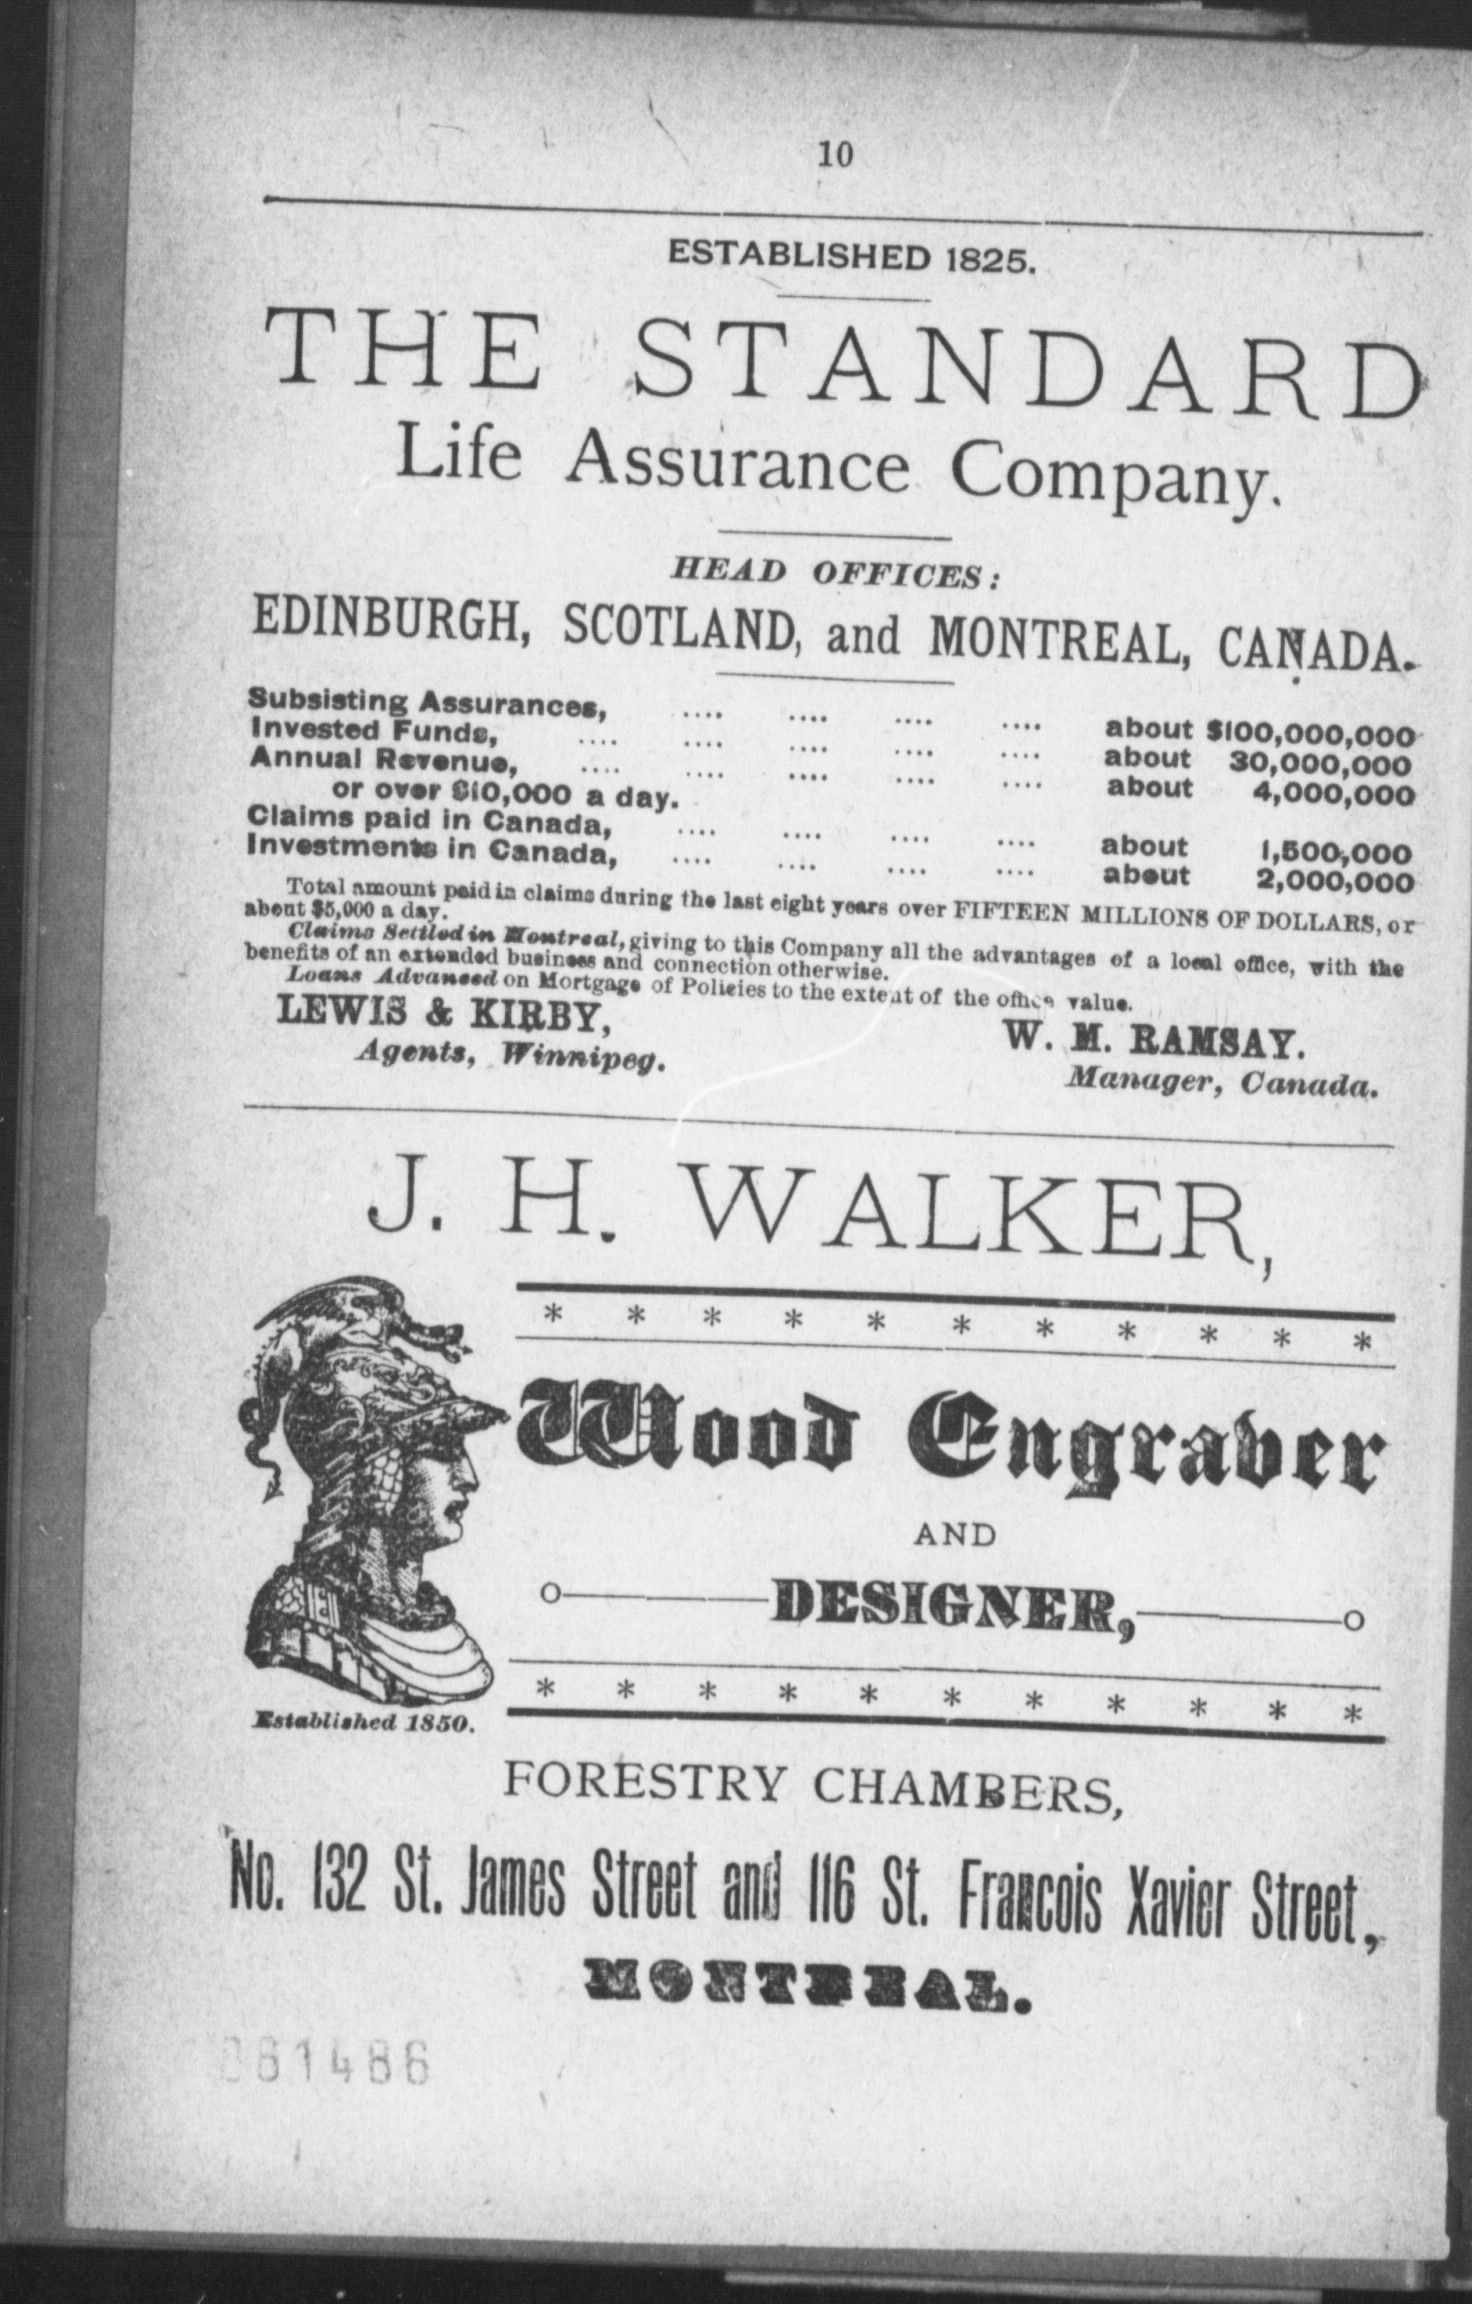 10
ESTABLISHED 1825.
THE STANDARD
Life Assurance Company.
HEAD OFFICES:
EDINBURGH, SCOTLAND, and MONTREAL, CANADA.
Subsisting Assurances, .... .... .... .... about $100,000,000
Invested Funds, .... .... .... .... .... about 30,000,000
Annual Revenue, .... .... .... .... .... about 4,000,000
or over $10,000 a day.
Claims paid in Canada, .... .... .... .... about 1,500,000
Investments in Canada, .... .... .... .... about 2,000,000
Total amount paid in claims during the last eight years over FIFTEEN MILLIONS OF DOLLARS, or
about $5,000 a day.
Claims Settled in Montreal, giving to this Company all the advantages of a local office, with the
benefits of an extended business and connection otherwise.
Loans Advanced on Mortgage of Policies to the extent of the office value.
LEWIS & KIRBY,
Agents, Winnipeg.
W. M. RAMSAY.
Manager, Canada.
J. H. WALKER,
* * * * * * * * * * *
Wood Engraver
AND
DESIGNER,
* * * * * * * * * * *
Established 1850.
FORESTRY CHAMBERS,
No. 132 St. James Street and 116 St. Francois Xavier Street,
MONTREAL.
081486